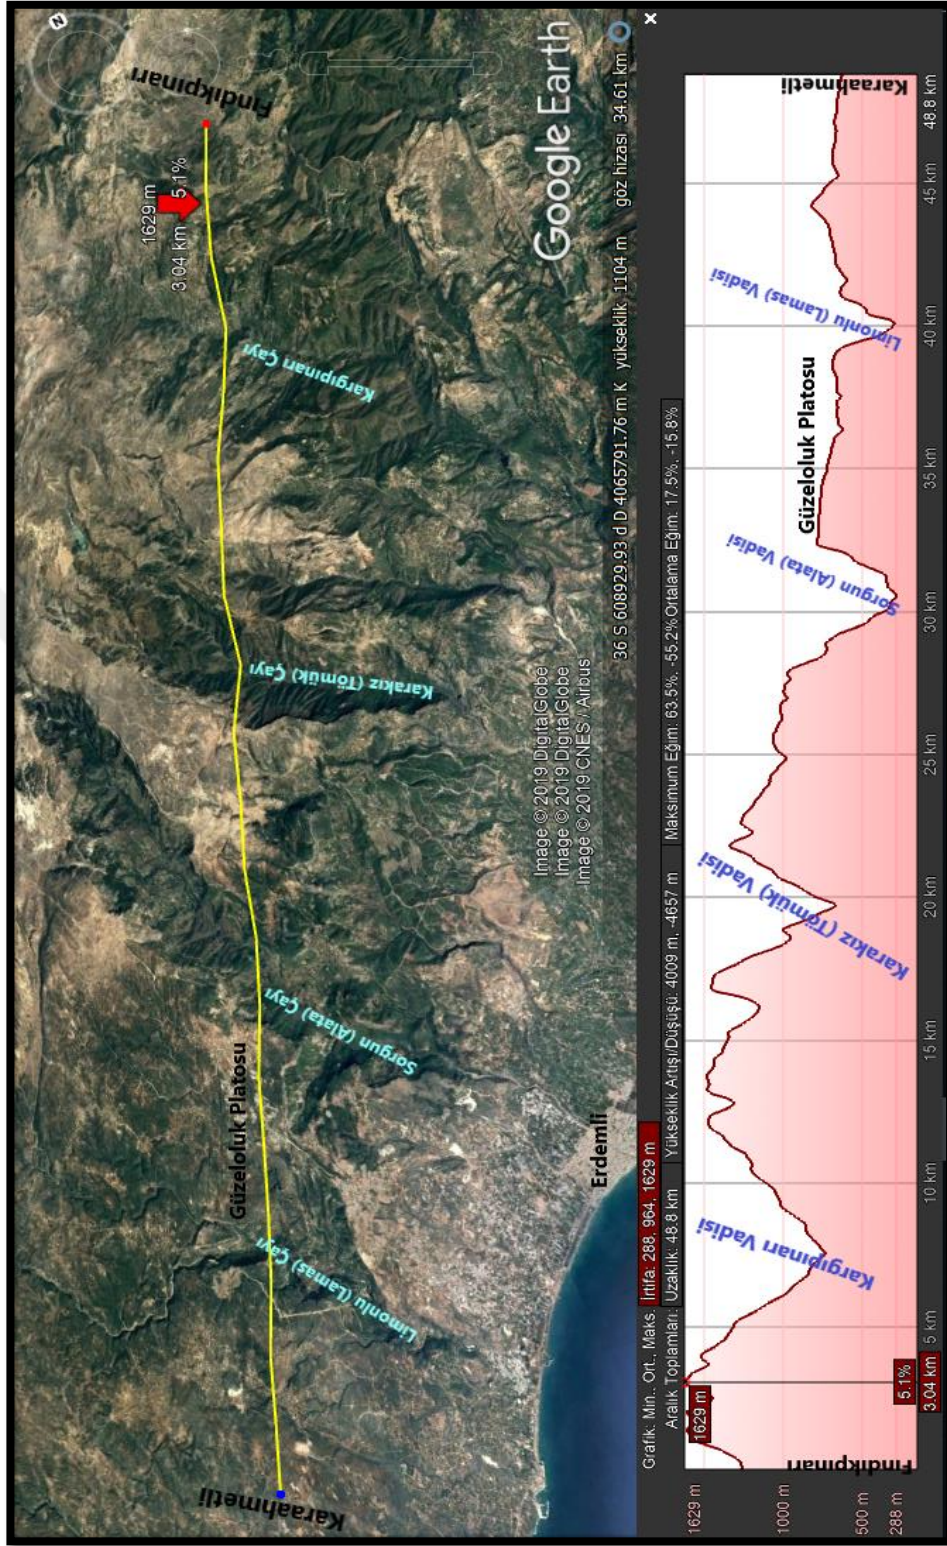 N
Fındıkpınarı
1629 m
3.04 km 5.1%
Kargıpınarı Çayı
Karakız (Tömük) Çayı
Sorgun (Alata) Çayı
Güzeloluk Platosu
Limonlu (Lamas) Çayı
Karaahmetli
Erdemli
Image © 2019 DigitalGlobe
Image © 2019 DigitalGlobe
Image © 2019 CNES / Airbus
Google Earth
36 S 608929.93 d D 4065791.76 m K yükseklik 1104 m göz hizası 34.61 km
Grafik: Min., Ort., Maks. İrtifa: 288, 964, 1629 m
Aralık Toplamları: Uzaklık: 48.8 km Yükseklik Artışı/Düşüşü: 4009 m, -4657 m Maksimum Eğim: 63.5%, -55.2% Ortalama Eğim: 17.5%, -15.8%
1629 m
1629 m
1000 m
500 m
288 m
Fındıkpınarı
Kargıpınarı Vadisi
Karakız (Tömük) Vadisi
Sorgun (Alata) Vadisi
Güzeloluk Platosu
Limonlu (Lamas) Vadisi
Karaahmetli
5.1%
3.04 km 5 km 10 km 15 km 20 km 25 km 30 km 35 km 40 km 45 km 48.8 km